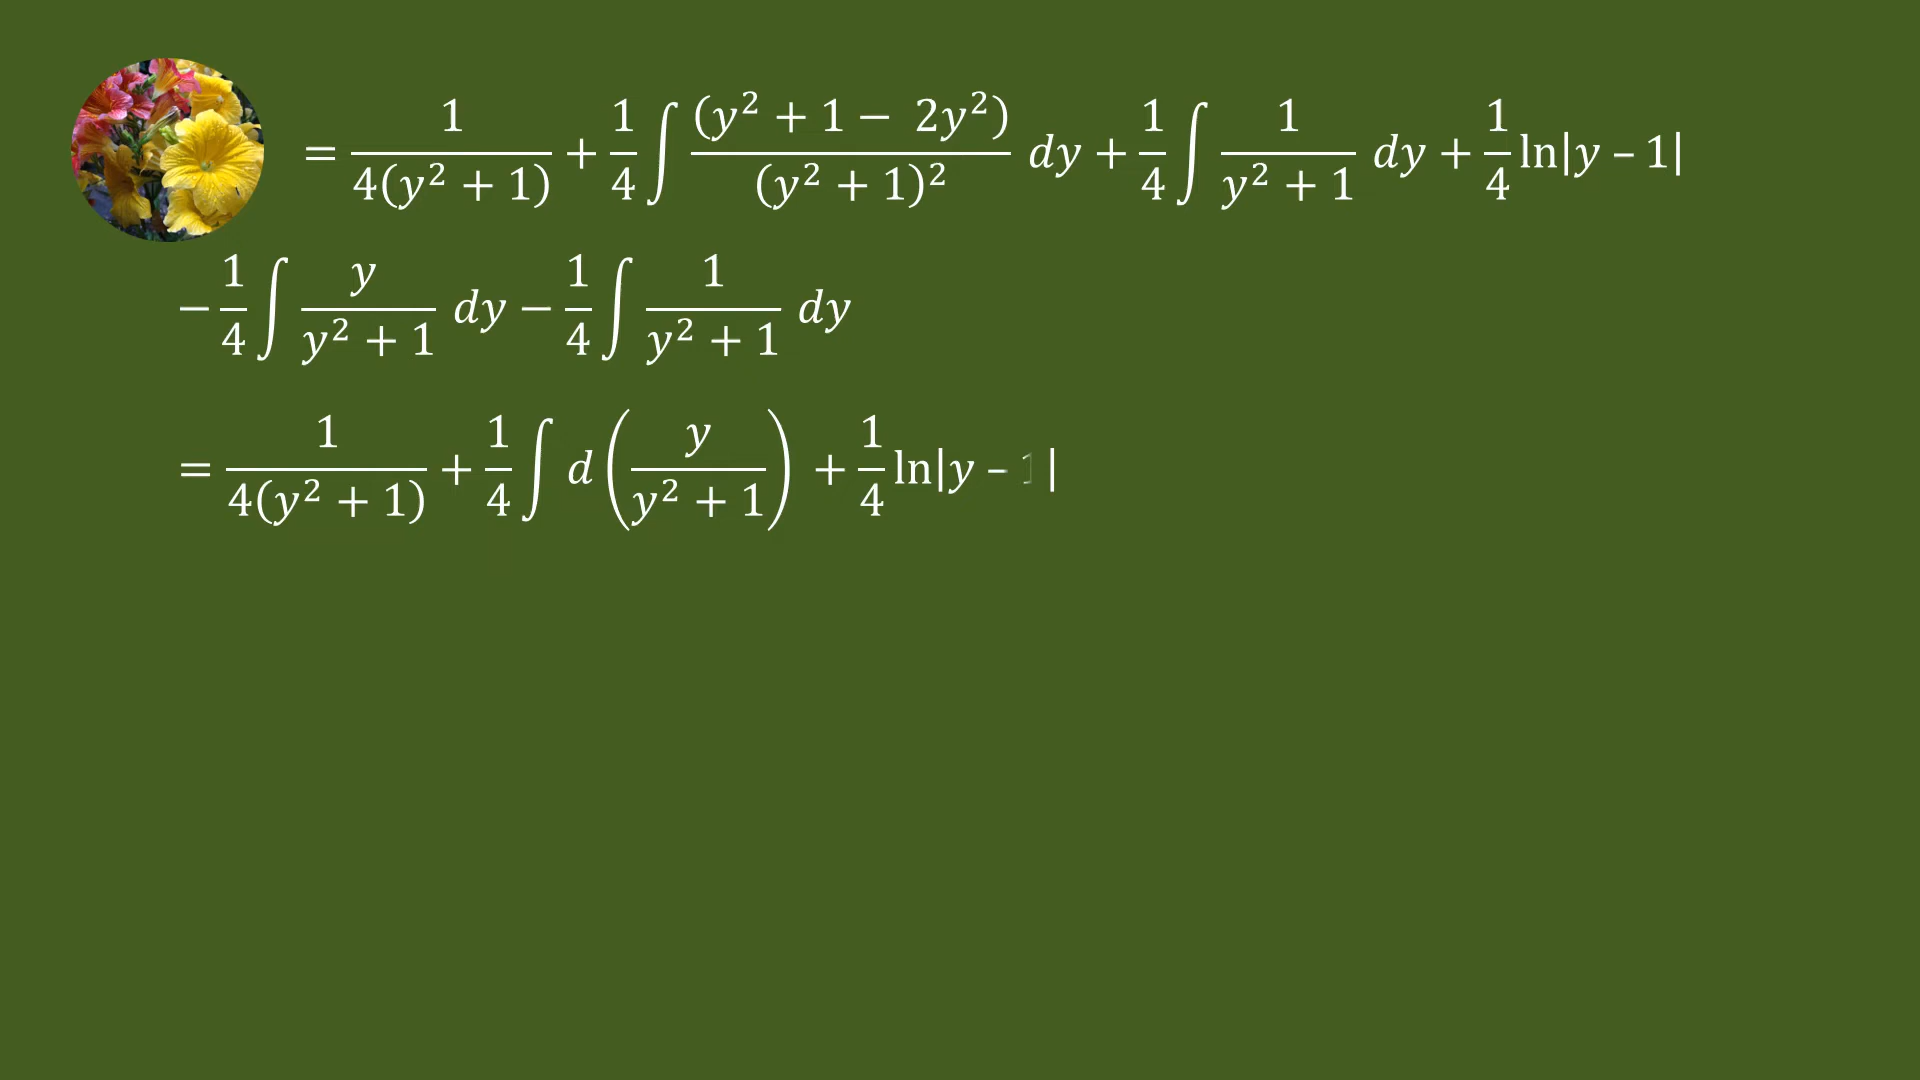 = 1/(4(y² + 1)) + 1/4 ∫ (y² + 1 − 2y²)/(y² + 1)² dy + 1/4 ∫ 1/(y² + 1) dy + 1/4 ln|y – 1|
− 1/4 ∫ y/(y² + 1) dy − 1/4 ∫ 1/(y² + 1) dy
= 1/(4(y² + 1)) + 1/4 ∫ d(y/(y² + 1)) + 1/4 ln|y – 1|